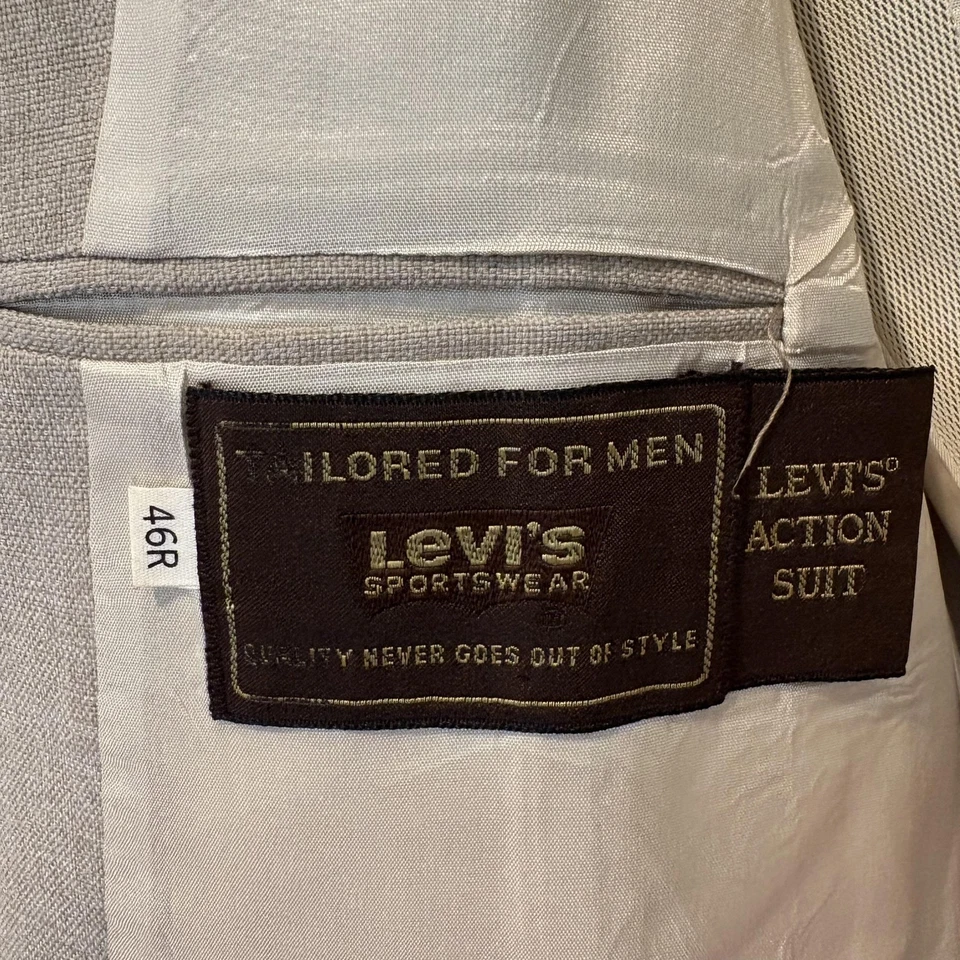 TAILORED FOR MEN
LeVI'S
SPORTSWEAR
QUALITY NEVER GOES OUT OF STYLE
LEVI'S®
ACTION
SUIT
46R